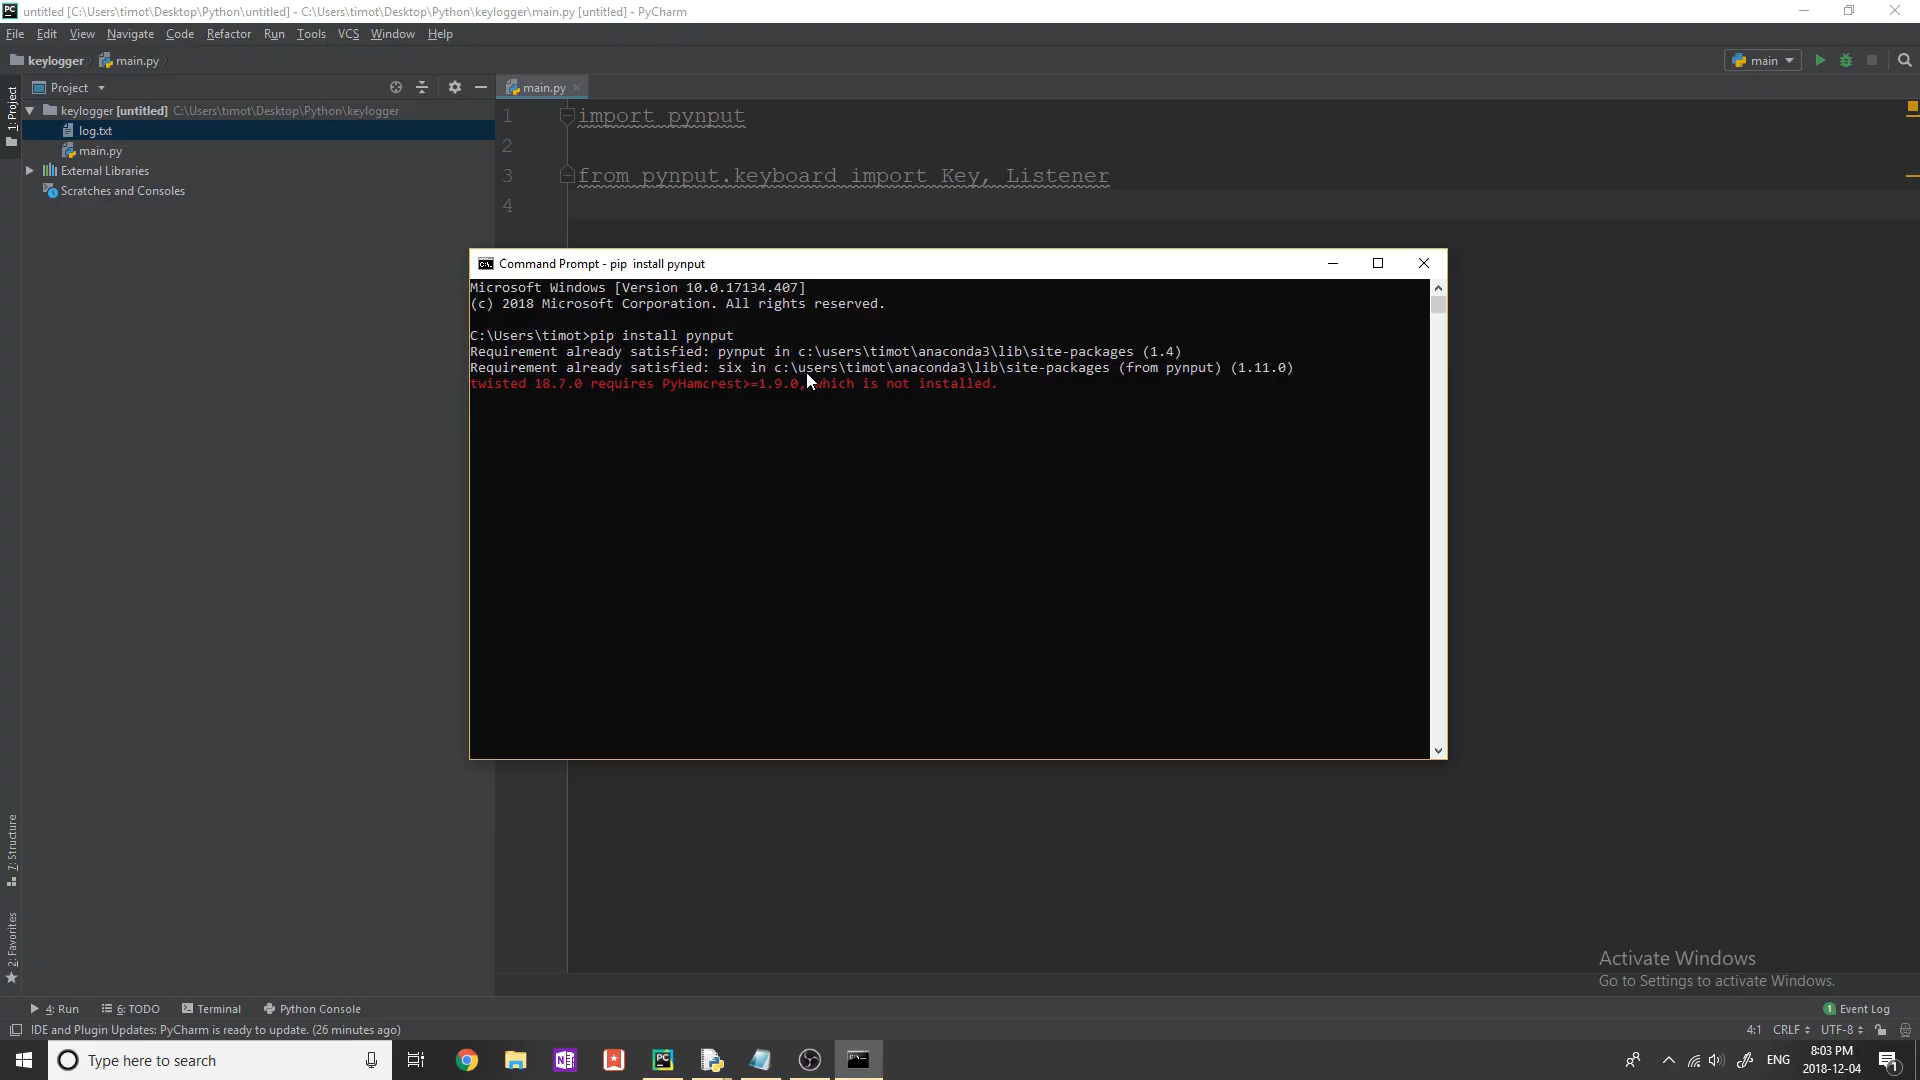 untitled [C:\Users\timot\Desktop\Python\untitled] - C:\Users\timot\Desktop\Python\keylogger\main.py [untitled] - PyCharm
File Edit View Navigate Code Refactor Run Tools VCS Window Help
keylogger main.py
main
Project
main.py
1: Project
keylogger [untitled] C:\Users\timot\Desktop\Python\keylogger
log.txt
main.py
External Libraries
Scratches and Consoles
1 import pynput
2
3 from pynput.keyboard import Key, Listener
4
Command Prompt - pip  install pynput
Microsoft Windows [Version 10.0.17134.407]
(c) 2018 Microsoft Corporation. All rights reserved.
C:\Users\timot>pip install pynput
Requirement already satisfied: pynput in c:\users\timot\anaconda3\lib\site-packages (1.4)
Requirement already satisfied: six in c:\users\timot\anaconda3\lib\site-packages (from pynput) (1.11.0)
twisted 18.7.0 requires PyHamcrest>=1.9.0, which is not installed.
7: Structure
2: Favorites
Activate Windows
Go to Settings to activate Windows.
4: Run 6: TODO Terminal Python Console
1 Event Log
IDE and Plugin Updates: PyCharm is ready to update. (26 minutes ago)
4:1 CRLF UTF-8
Type here to search
ENG
8:03 PM
2018-12-04
1